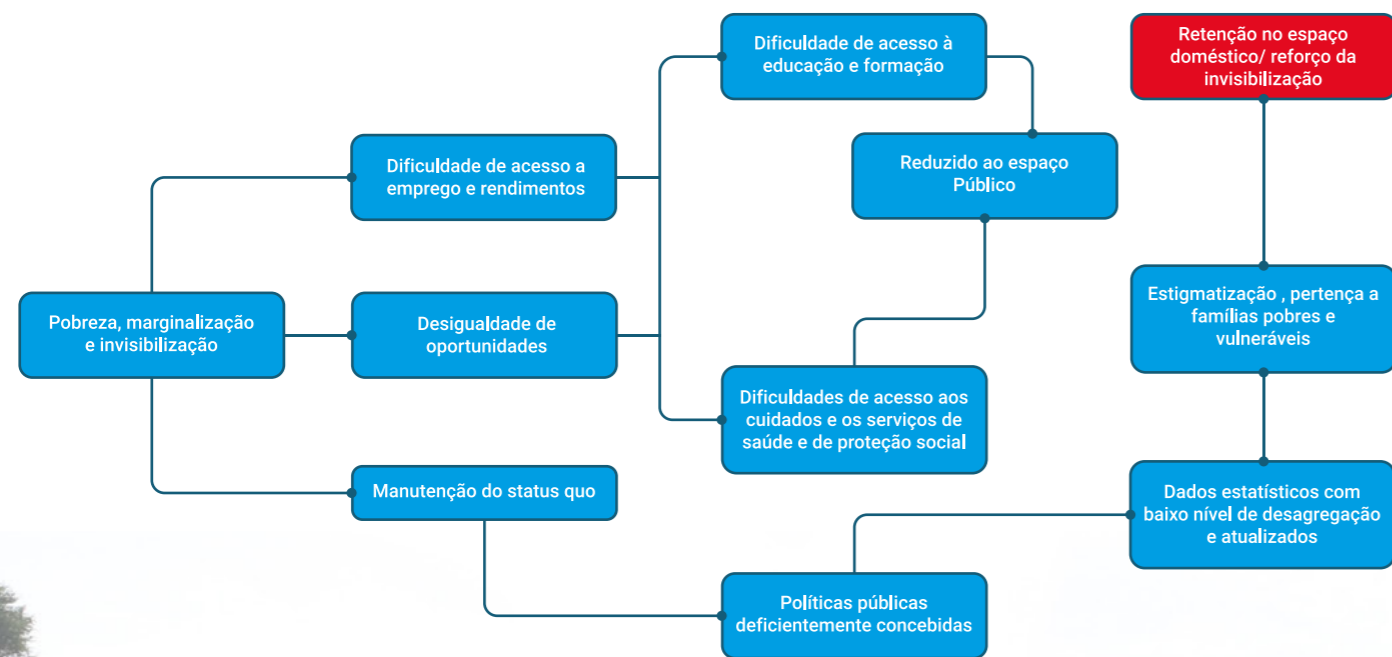 Dificuldade de acesso à
educação e formação
Retenção no espaço
doméstico/ reforço da
invisibilização
Dificuldade de acesso a
emprego e rendimentos
Reduzido ao espaço
Público
Pobreza, marginalização
e invisibilização
Desigualdade de
oportunidades
Estigmatização , pertença a
famílias pobres e
vulneráveis
Dificuldades de acesso aos
cuidados e os serviços de
saúde e de proteção social
Manutenção do status quo
Dados estatísticos com
baixo nível de desagregação
e atualizados
Políticas públicas
deficientemente concebidas